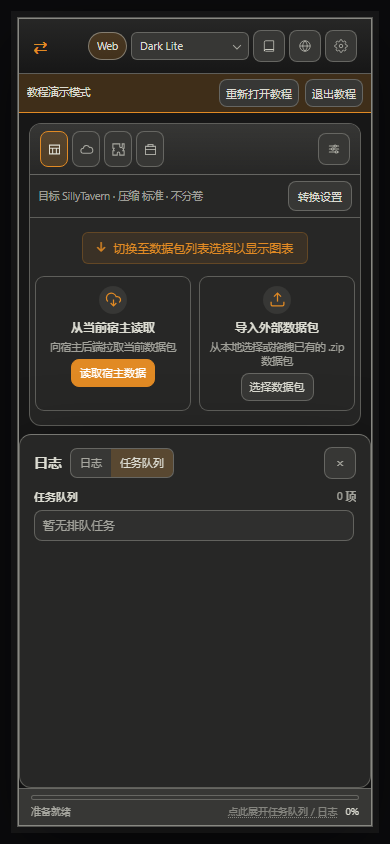 Web
Dark Lite
教程演示模式
重新打开教程
退出教程
目标 SillyTavern · 压缩 标准 · 不分卷
转换设置
切换至数据包列表选择以显示图表
从当前宿主读取
向宿主后端拉取当前数据包
读取宿主数据
导入外部数据包
从本地选择或拖拽已有的 .zip
数据包
选择数据包
日志
日志
任务队列
任务队列
0 项
暂无排队任务
准备就绪
点此展开任务队列 / 日志
0%